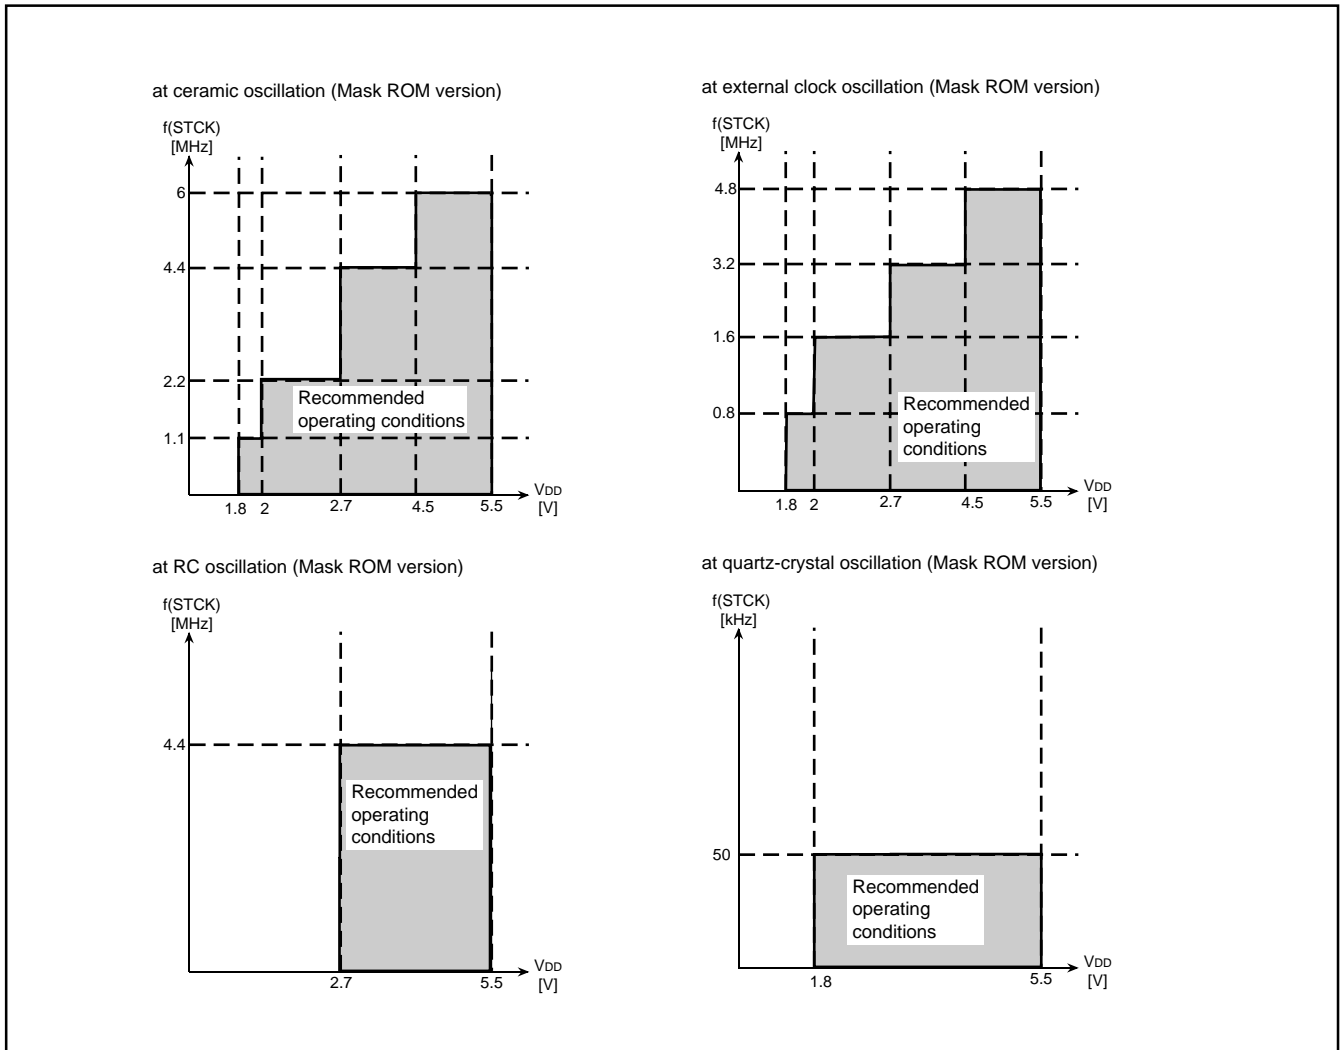 at ceramic oscillation (Mask ROM version)
f(STCK)
[MHz]
6
4.4
2.2
1.1
Recommended
operating conditions
1.8 2 2.7 4.5 5.5
VDD
[V]
at external clock oscillation (Mask ROM version)
f(STCK)
[MHz]
4.8
3.2
1.6
0.8
Recommended
operating
conditions
1.8 2 2.7 4.5 5.5
VDD
[V]
at RC oscillation (Mask ROM version)
f(STCK)
[MHz]
4.4
Recommended
operating
conditions
2.7 5.5
VDD
[V]
at quartz-crystal oscillation (Mask ROM version)
f(STCK)
[kHz]
50
Recommended
operating
conditions
1.8 5.5
VDD
[V]